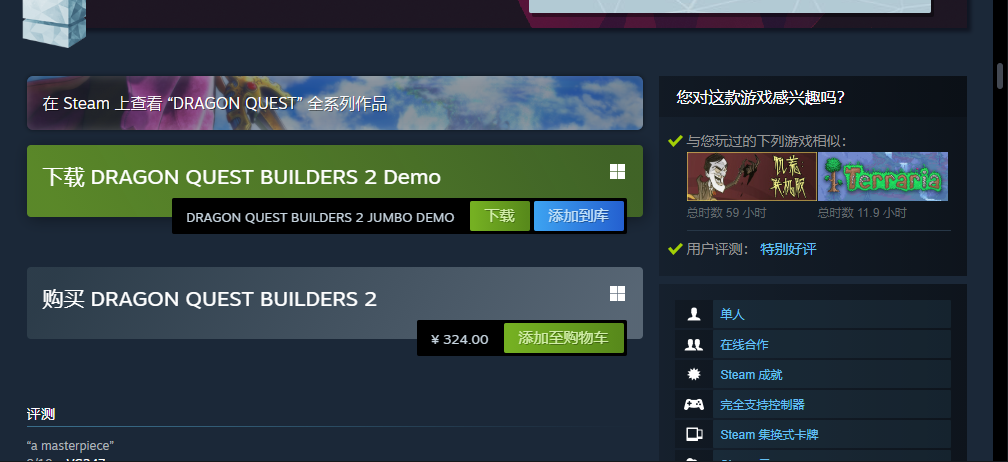 在 Steam 上查看 “DRAGON QUEST” 全系列作品
下载 DRAGON QUEST BUILDERS 2 Demo
DRAGON QUEST BUILDERS 2 JUMBO DEMO
下载
添加到库
购买 DRAGON QUEST BUILDERS 2
¥ 324.00
添加至购物车
评测
“a masterpiece”
您对这款游戏感兴趣吗?
与您玩过的下列游戏相似:
饥荒
联机版
Terraria
总时数 59 小时
总时数 11.9 小时
用户评测: 特别好评
单人
在线合作
Steam 成就
完全支持控制器
Steam 集换式卡牌